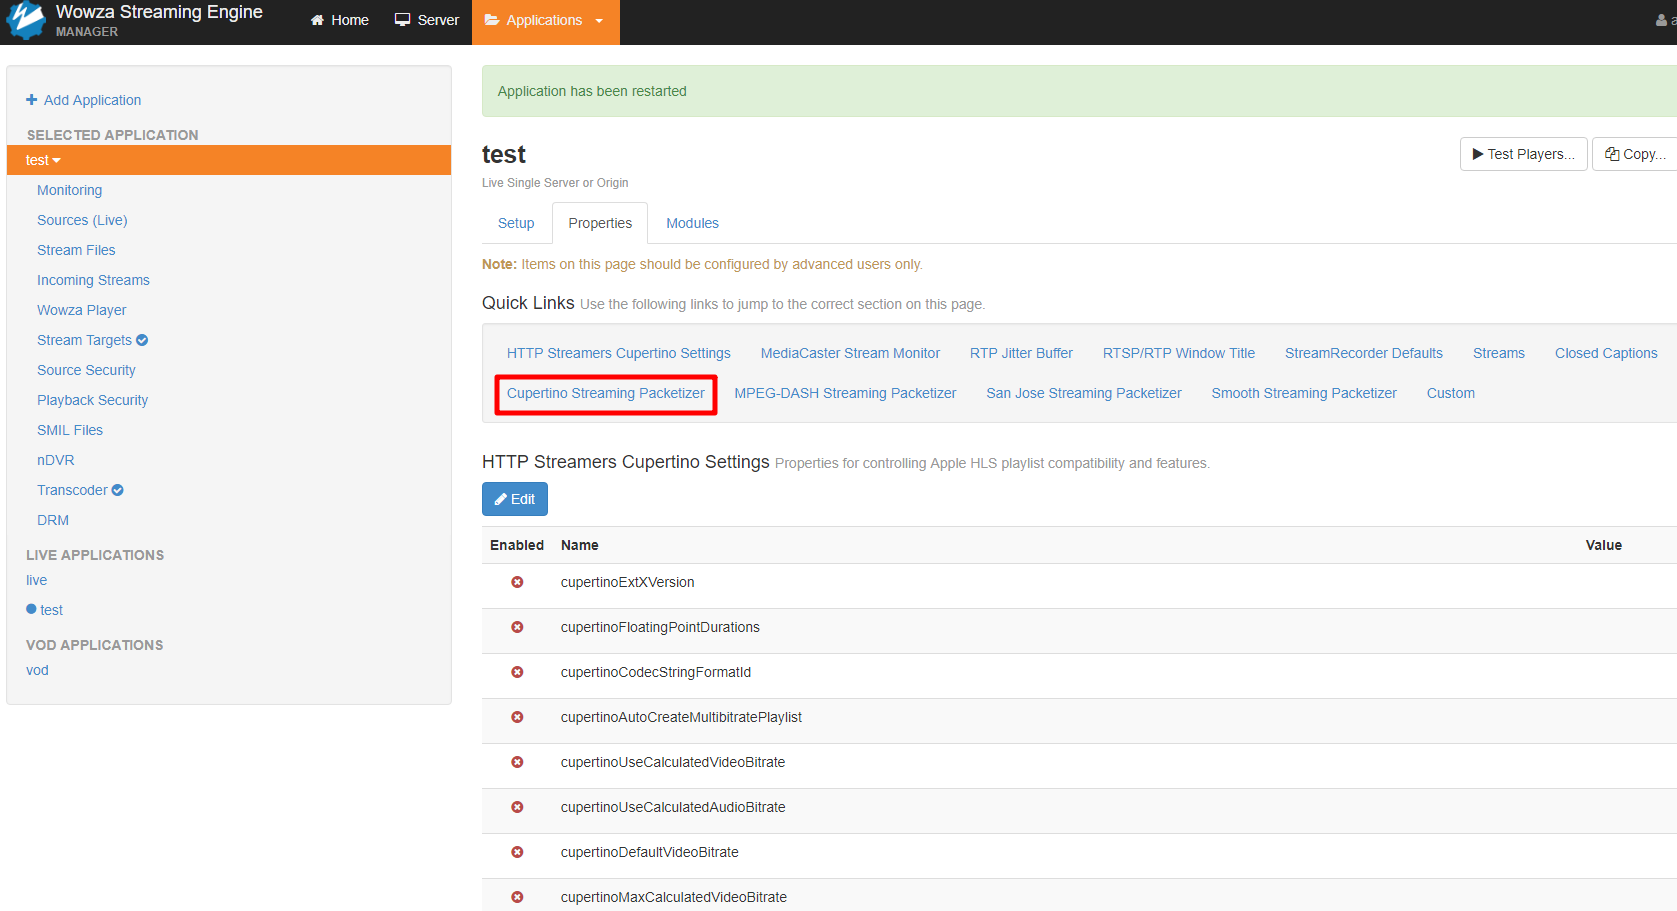 Wowza Streaming Engine
MANAGER
Home Server Applications
Add Application
SELECTED APPLICATION
test
Monitoring
Sources (Live)
Stream Files
Incoming Streams
Wowza Player
Stream Targets
Source Security
Playback Security
SMIL Files
nDVR
Transcoder
DRM
LIVE APPLICATIONS
live
test
VOD APPLICATIONS
vod
Application has been restarted
test
Test Players... Copy...
Live Single Server or Origin
Setup Properties Modules
Note: Items on this page should be configured by advanced users only.
Quick Links Use the following links to jump to the correct section on this page.
HTTP Streamers Cupertino Settings MediaCaster Stream Monitor RTP Jitter Buffer RTSP/RTP Window Title StreamRecorder Defaults Streams Closed Captions
Cupertino Streaming Packetizer MPEG-DASH Streaming Packetizer San Jose Streaming Packetizer Smooth Streaming Packetizer Custom
HTTP Streamers Cupertino Settings Properties for controlling Apple HLS playlist compatibility and features.
Edit
Enabled Name Value
cupertinoExtXVersion
cupertinoFloatingPointDurations
cupertinoCodecStringFormatId
cupertinoAutoCreateMultibitratePlaylist
cupertinoUseCalculatedVideoBitrate
cupertinoUseCalculatedAudioBitrate
cupertinoDefaultVideoBitrate
cupertinoMaxCalculatedVideoBitrate